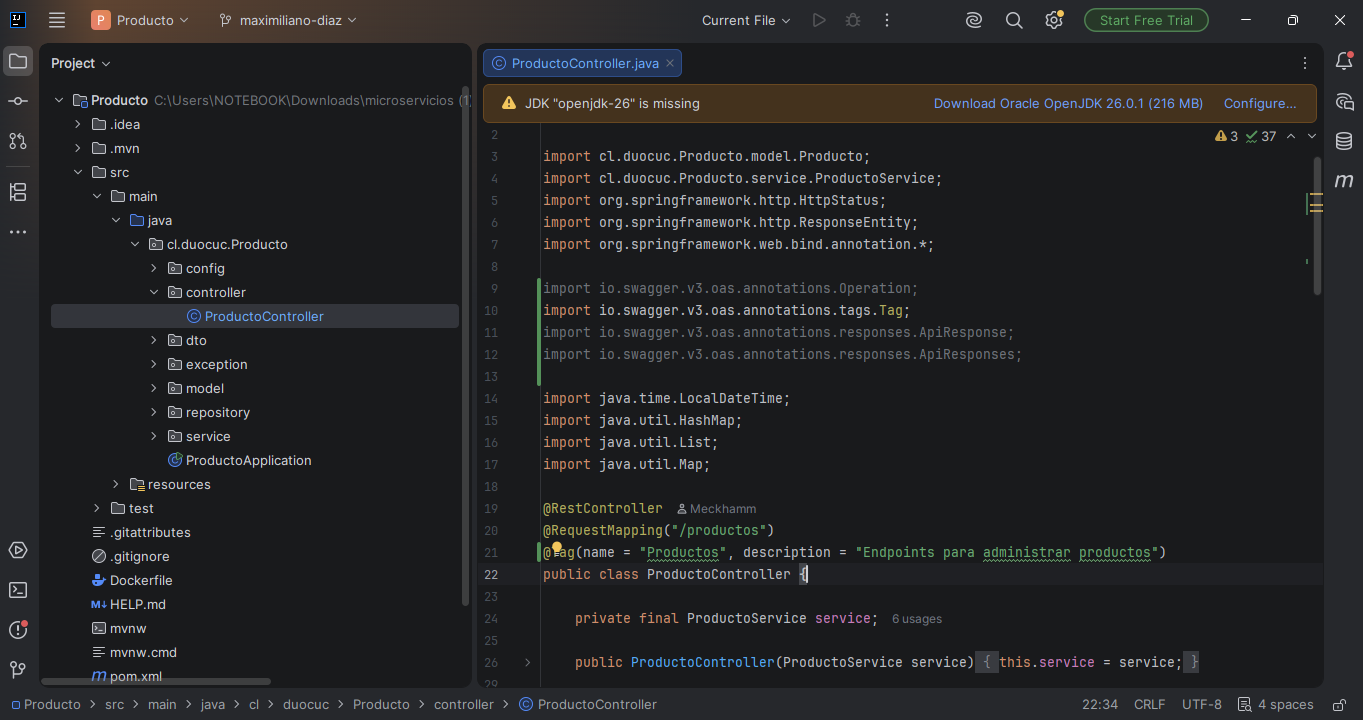 P Producto
maximiliano-diaz
Current File
Start Free Trial
Project
Producto C:\Users\NOTEBOOK\Downloads\microservicios (1)
.idea
.mvn
src
main
java
cl.duocuc.Producto
config
controller
ProductoController
dto
exception
model
repository
service
ProductoApplication
resources
test
.gitattributes
.gitignore
Dockerfile
HELP.md
mvnw
mvnw.cmd
pom.xml
ProductoController.java
JDK "openjdk-26" is missing
Download Oracle OpenJDK 26.0.1 (216 MB) Configure...
3 37
2
3 import cl.duocuc.Producto.model.Producto;
4 import cl.duocuc.Producto.service.ProductoService;
5 import org.springframework.http.HttpStatus;
6 import org.springframework.http.ResponseEntity;
7 import org.springframework.web.bind.annotation.*;
8
9 import io.swagger.v3.oas.annotations.Operation;
10 import io.swagger.v3.oas.annotations.tags.Tag;
11 import io.swagger.v3.oas.annotations.responses.ApiResponse;
12 import io.swagger.v3.oas.annotations.responses.ApiResponses;
13
14 import java.time.LocalDateTime;
15 import java.util.HashMap;
16 import java.util.List;
17 import java.util.Map;
18
19 @RestController Meckhamm
20 @RequestMapping("/productos")
21 @Tag(name = "Productos", description = "Endpoints para administrar productos")
22 public class ProductoController {
23
24 private final ProductoService service; 6 usages
25
26 public ProductoController(ProductoService service) { this.service = service; }
29
Producto > src > main > java > cl > duocuc > Producto > controller > ProductoController
22:34 CRLF UTF-8 4 spaces